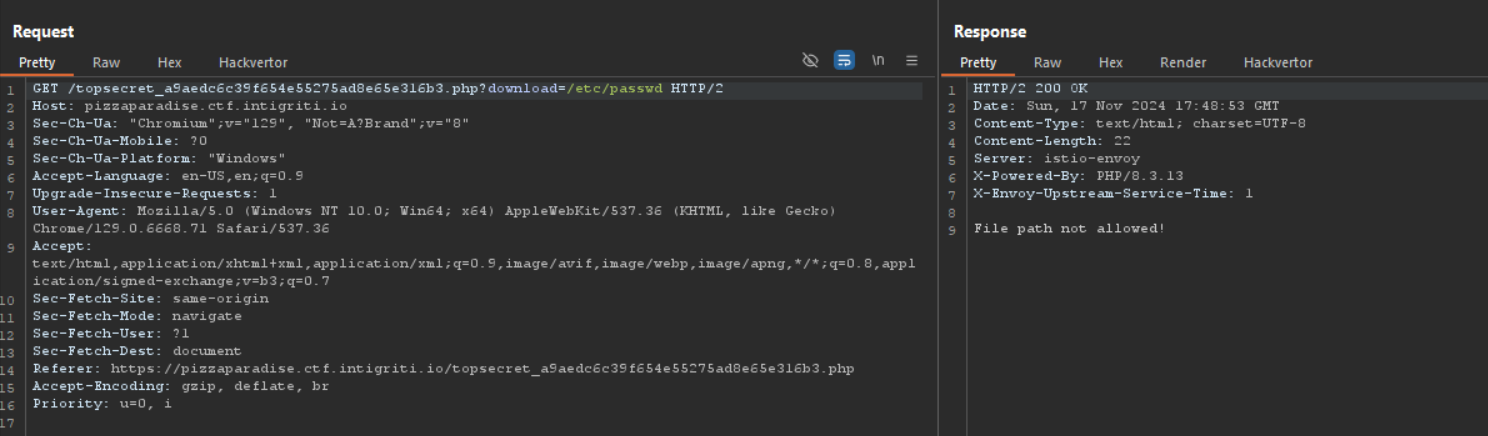 Request
Pretty Raw Hex Hackvertor \n
1 GET /topsecret_a9aedc6c39f654e55275ad8e65e316b3.php?download=/etc/passwd HTTP/2
2 Host: pizzaparadise.ctf.intigriti.io
3 Sec-Ch-Ua: "Chromium";v="129", "Not=A?Brand";v="8"
4 Sec-Ch-Ua-Mobile: ?0
5 Sec-Ch-Ua-Platform: "Windows"
6 Accept-Language: en-US,en;q=0.9
7 Upgrade-Insecure-Requests: 1
8 User-Agent: Mozilla/5.0 (Windows NT 10.0; Win64; x64) AppleWebKit/537.36 (KHTML, like Gecko)
Chrome/129.0.6668.71 Safari/537.36
9 Accept:
text/html,application/xhtml+xml,application/xml;q=0.9,image/avif,image/webp,image/apng,*/*;q=0.8,appl
ication/signed-exchange;v=b3;q=0.7
10 Sec-Fetch-Site: same-origin
11 Sec-Fetch-Mode: navigate
12 Sec-Fetch-User: ?1
13 Sec-Fetch-Dest: document
14 Referer: https://pizzaparadise.ctf.intigriti.io/topsecret_a9aedc6c39f654e55275ad8e65e316b3.php
15 Accept-Encoding: gzip, deflate, br
16 Priority: u=0, i
17
Response
Pretty Raw Hex Render Hackvertor
1 HTTP/2 200 OK
2 Date: Sun, 17 Nov 2024 17:48:53 GMT
3 Content-Type: text/html; charset=UTF-8
4 Content-Length: 22
5 Server: istio-envoy
6 X-Powered-By: PHP/8.3.13
7 X-Envoy-Upstream-Service-Time: 1
8
9 File path not allowed!